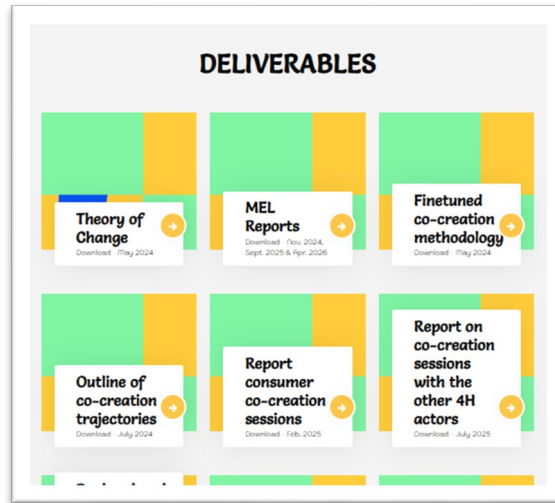 DELIVERABLES
Theory of
Change
Download · May 2024
MEL
Reports
Download · Nov. 2024,
Sept. 2025 & Apr. 2026
Finetuned
co-creation
methodology
Download · May 2024
Outline of
co-creation
trajectories
Download · July 2024
Report
consumer
co-creation
sessions
Download · Feb. 2025
Report on
co-creation
sessions
with the
other 4H
actors
Download · July 2025